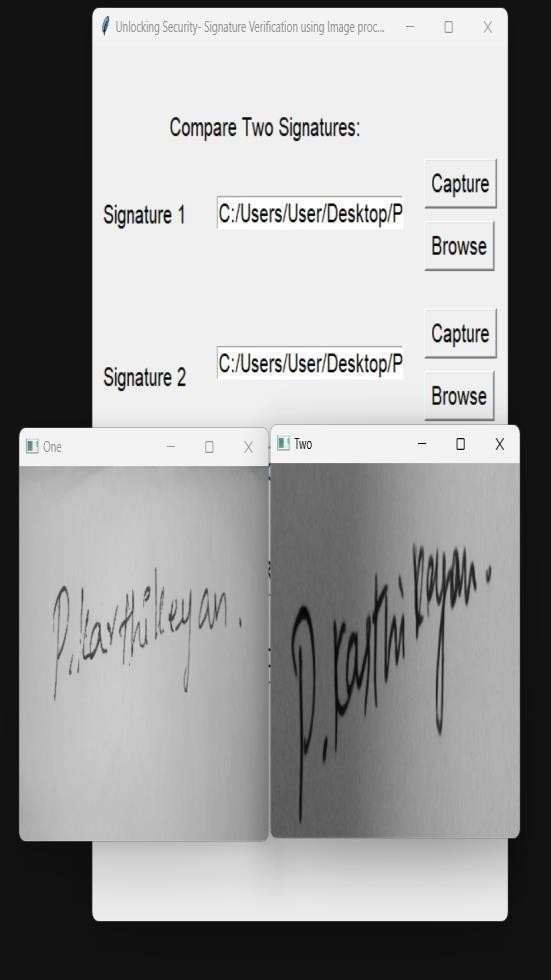 Unlocking Security- Signature Verification using Image proc...
Compare Two Signatures:
Capture
Signature 1 C:/Users/User/Desktop/P
Browse
Capture
Signature 2 C:/Users/User/Desktop/P
Browse
One
Two
P.karthikeyan.
P.karthikeyan.